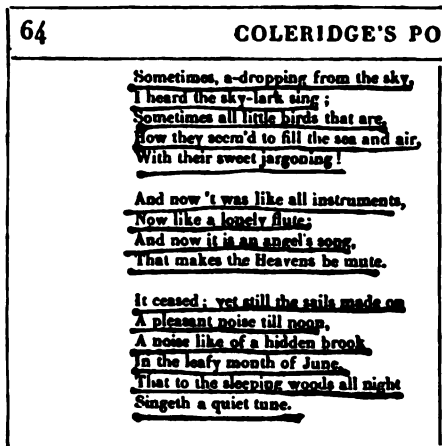 64 COLERIDGE'S PO
Sometimes, a-dropping from the sky,
I heard the sky-lark sing ;
Sometimes all little birds that are,
How they seem'd to fill the sea and air,
With their sweet jargoning !
And now 't was like all instruments,
Now like a lonely flute;
And now it is an angel's song,
That makes the Heavens be mute.
It ceased ; yet still the sails made on
A pleasant noise till noon,
A noise like of a hidden brook
In the leafy month of June,
That to the sleeping woods all night
Singeth a quiet tune.